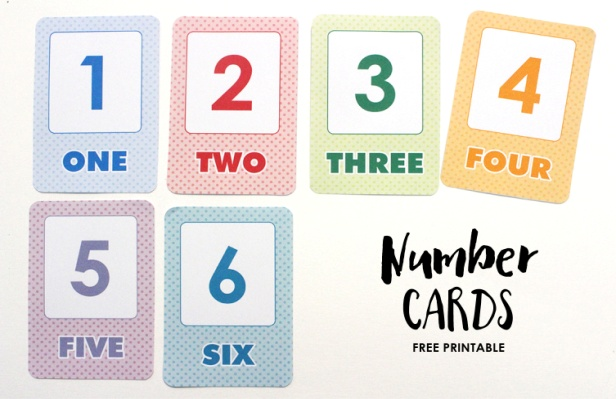 1
ONE
2
TWO
3
THREE
4
FOUR
5
FIVE
6
SIX
Number
CARDS
FREE PRINTABLE